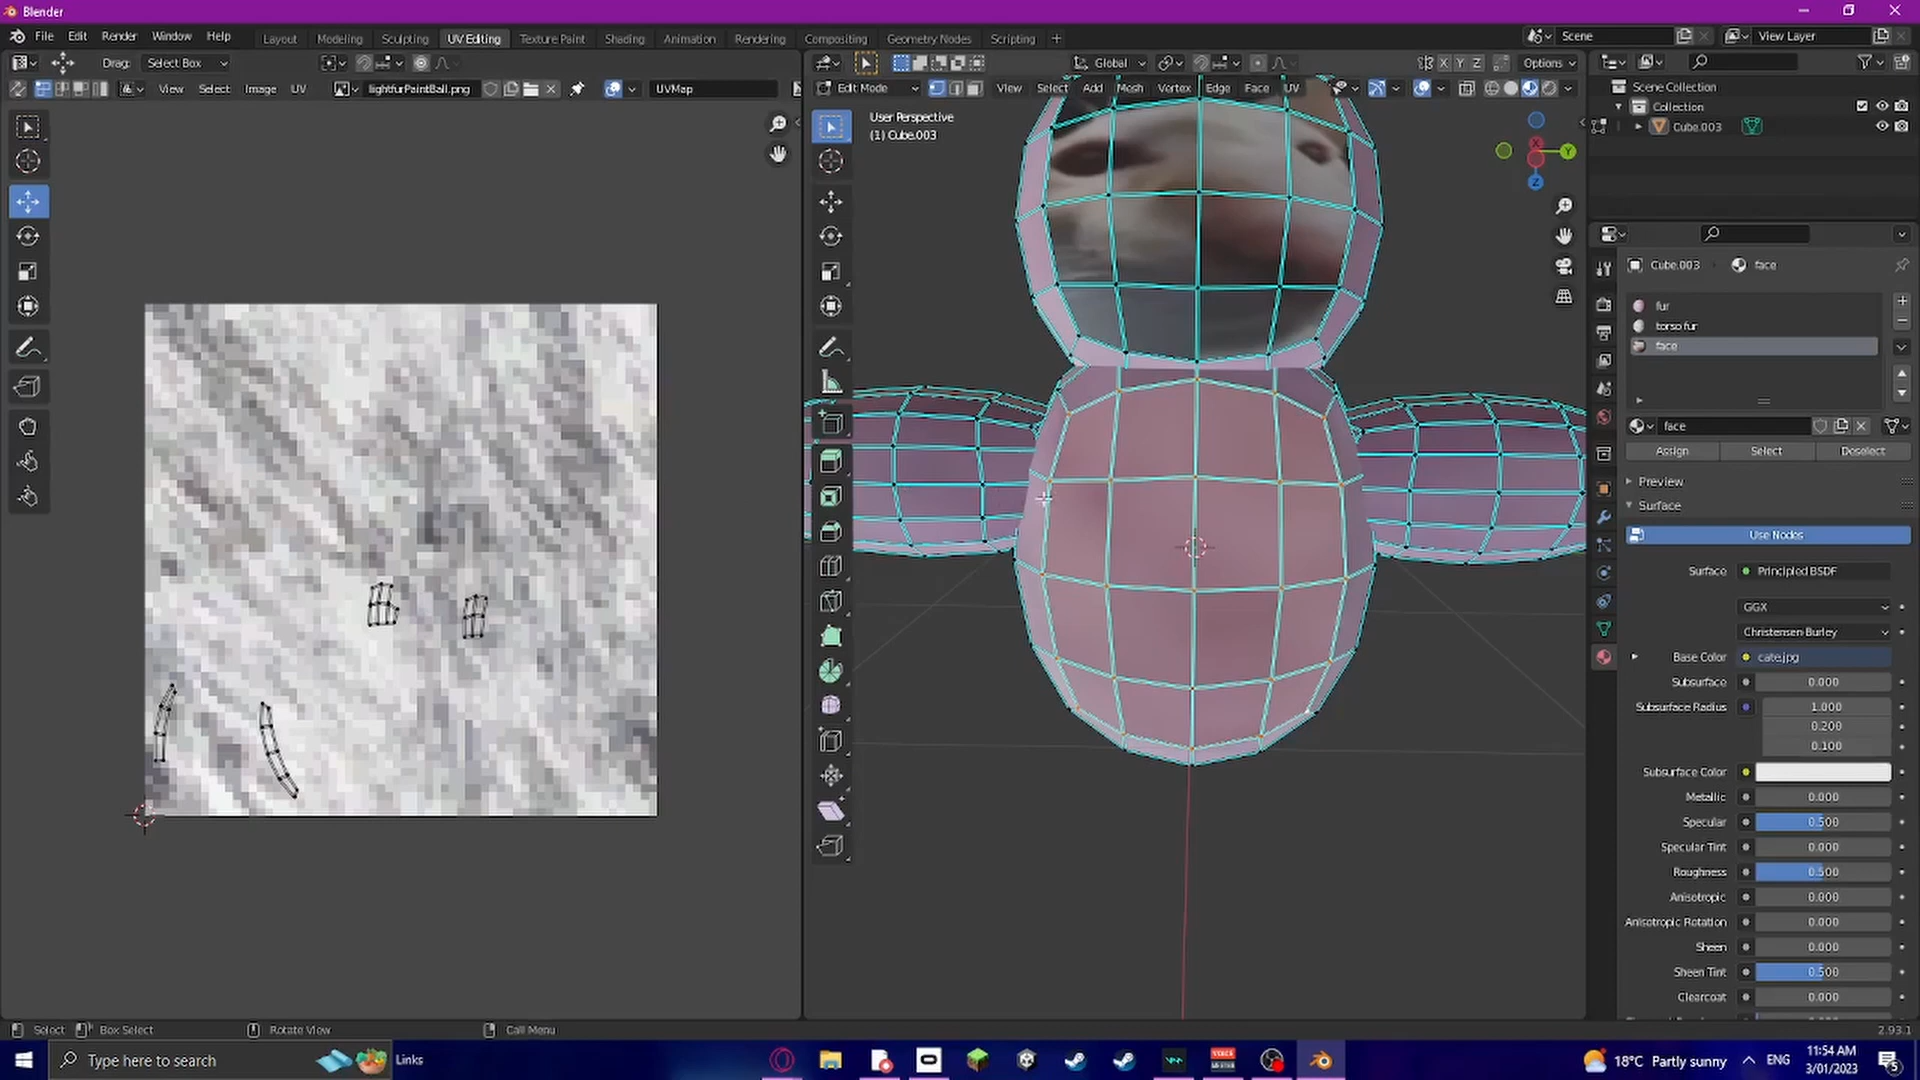 Blender
File Edit Render Window Help Layout Modeling Sculpting UV Editing Texture Paint Shading Animation Rendering Compositing Geometry Nodes Scripting + Scene View Layer
Drag: Select Box Global X Y Z Options
View Select Image UV lightfurPaintBall.png UVMap Edit Mode View Select Add Mesh Vertex Edge Face UV
Scene Collection
Collection
Cube.003
User Perspective
(1) Cube.003
Y
X
Z
Cube.003 face
fur
torso fur
face
face
Assign Select Deselect
Preview
Surface
Use Nodes
Surface Principled BSDF
GGX
Christensen-Burley
Base Color cate.jpg
Subsurface 0.000
Subsurface Radius 1.000
0.200
0.100
Subsurface Color
Metallic 0.000
Specular 0.500
Specular Tint 0.000
Roughness 0.500
Anisotropic 0.000
Anisotropic Rotation 0.000
Sheen 0.000
Sheen Tint 0.500
Clearcoat 0.000
Select Box Select Rotate View Call Menu 2.93.1
Type here to search Links 18°C Partly sunny ENG 11:54 AM
3/01/2023
5